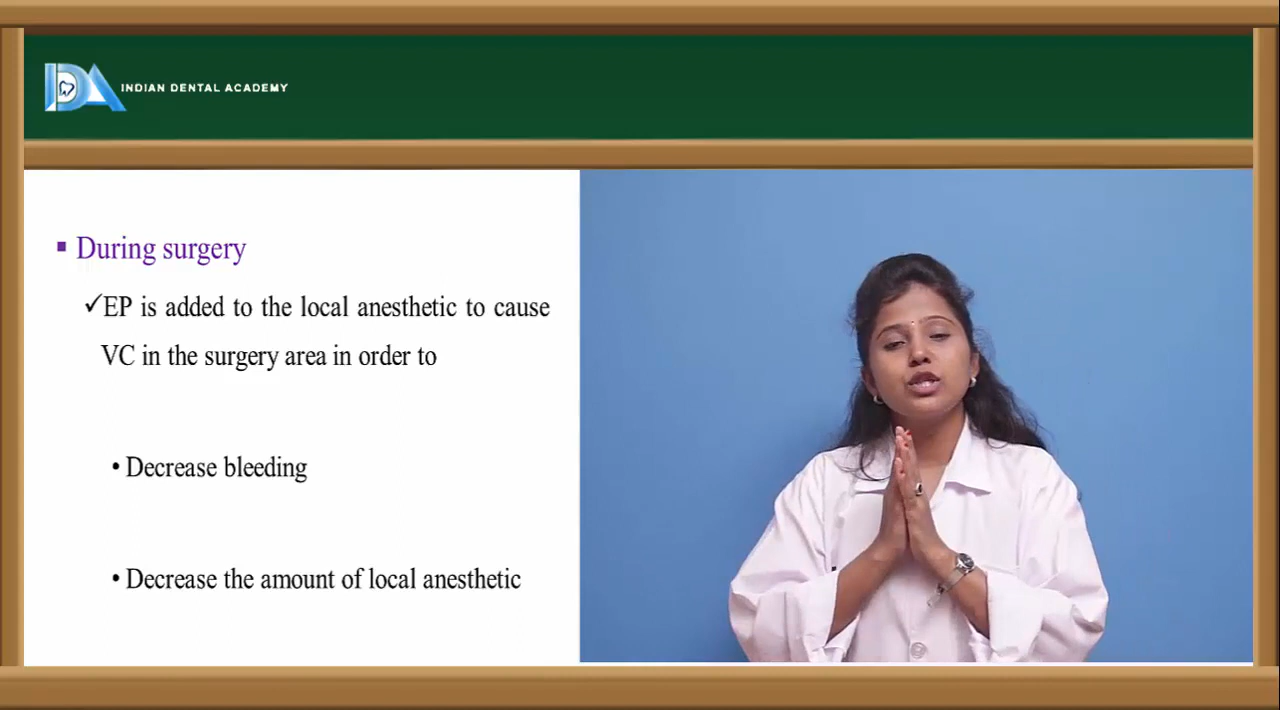 IDA INDIAN DENTAL ACADEMY
▪ During surgery
✓EP is added to the local anesthetic to cause
VC in the surgery area in order to
• Decrease bleeding
• Decrease the amount of local anesthetic